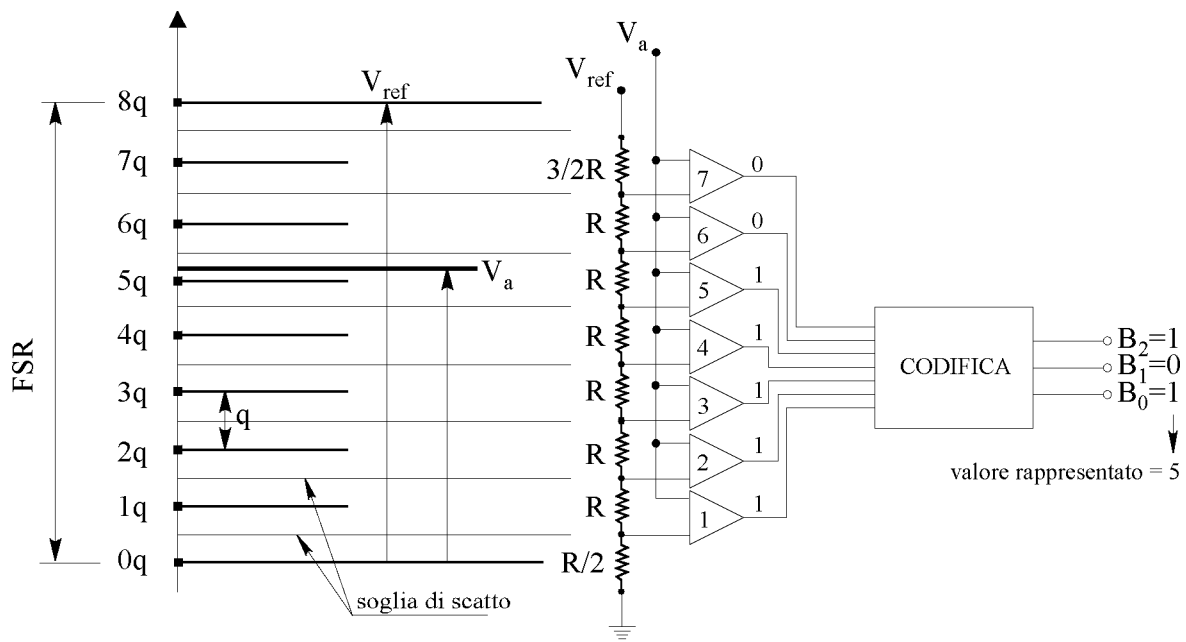 V_a
V_ref
V_ref
8q
7q
6q
5q
4q
3q
2q
1q
0q
FSR
V_a
q
soglia di scatto
3/2R
R
R
R
R
R
R
R/2
7
6
5
4
3
2
1
0
0
1
1
1
1
1
CODIFICA
B_2=1
B_1=0
B_0=1
valore rappresentato = 5